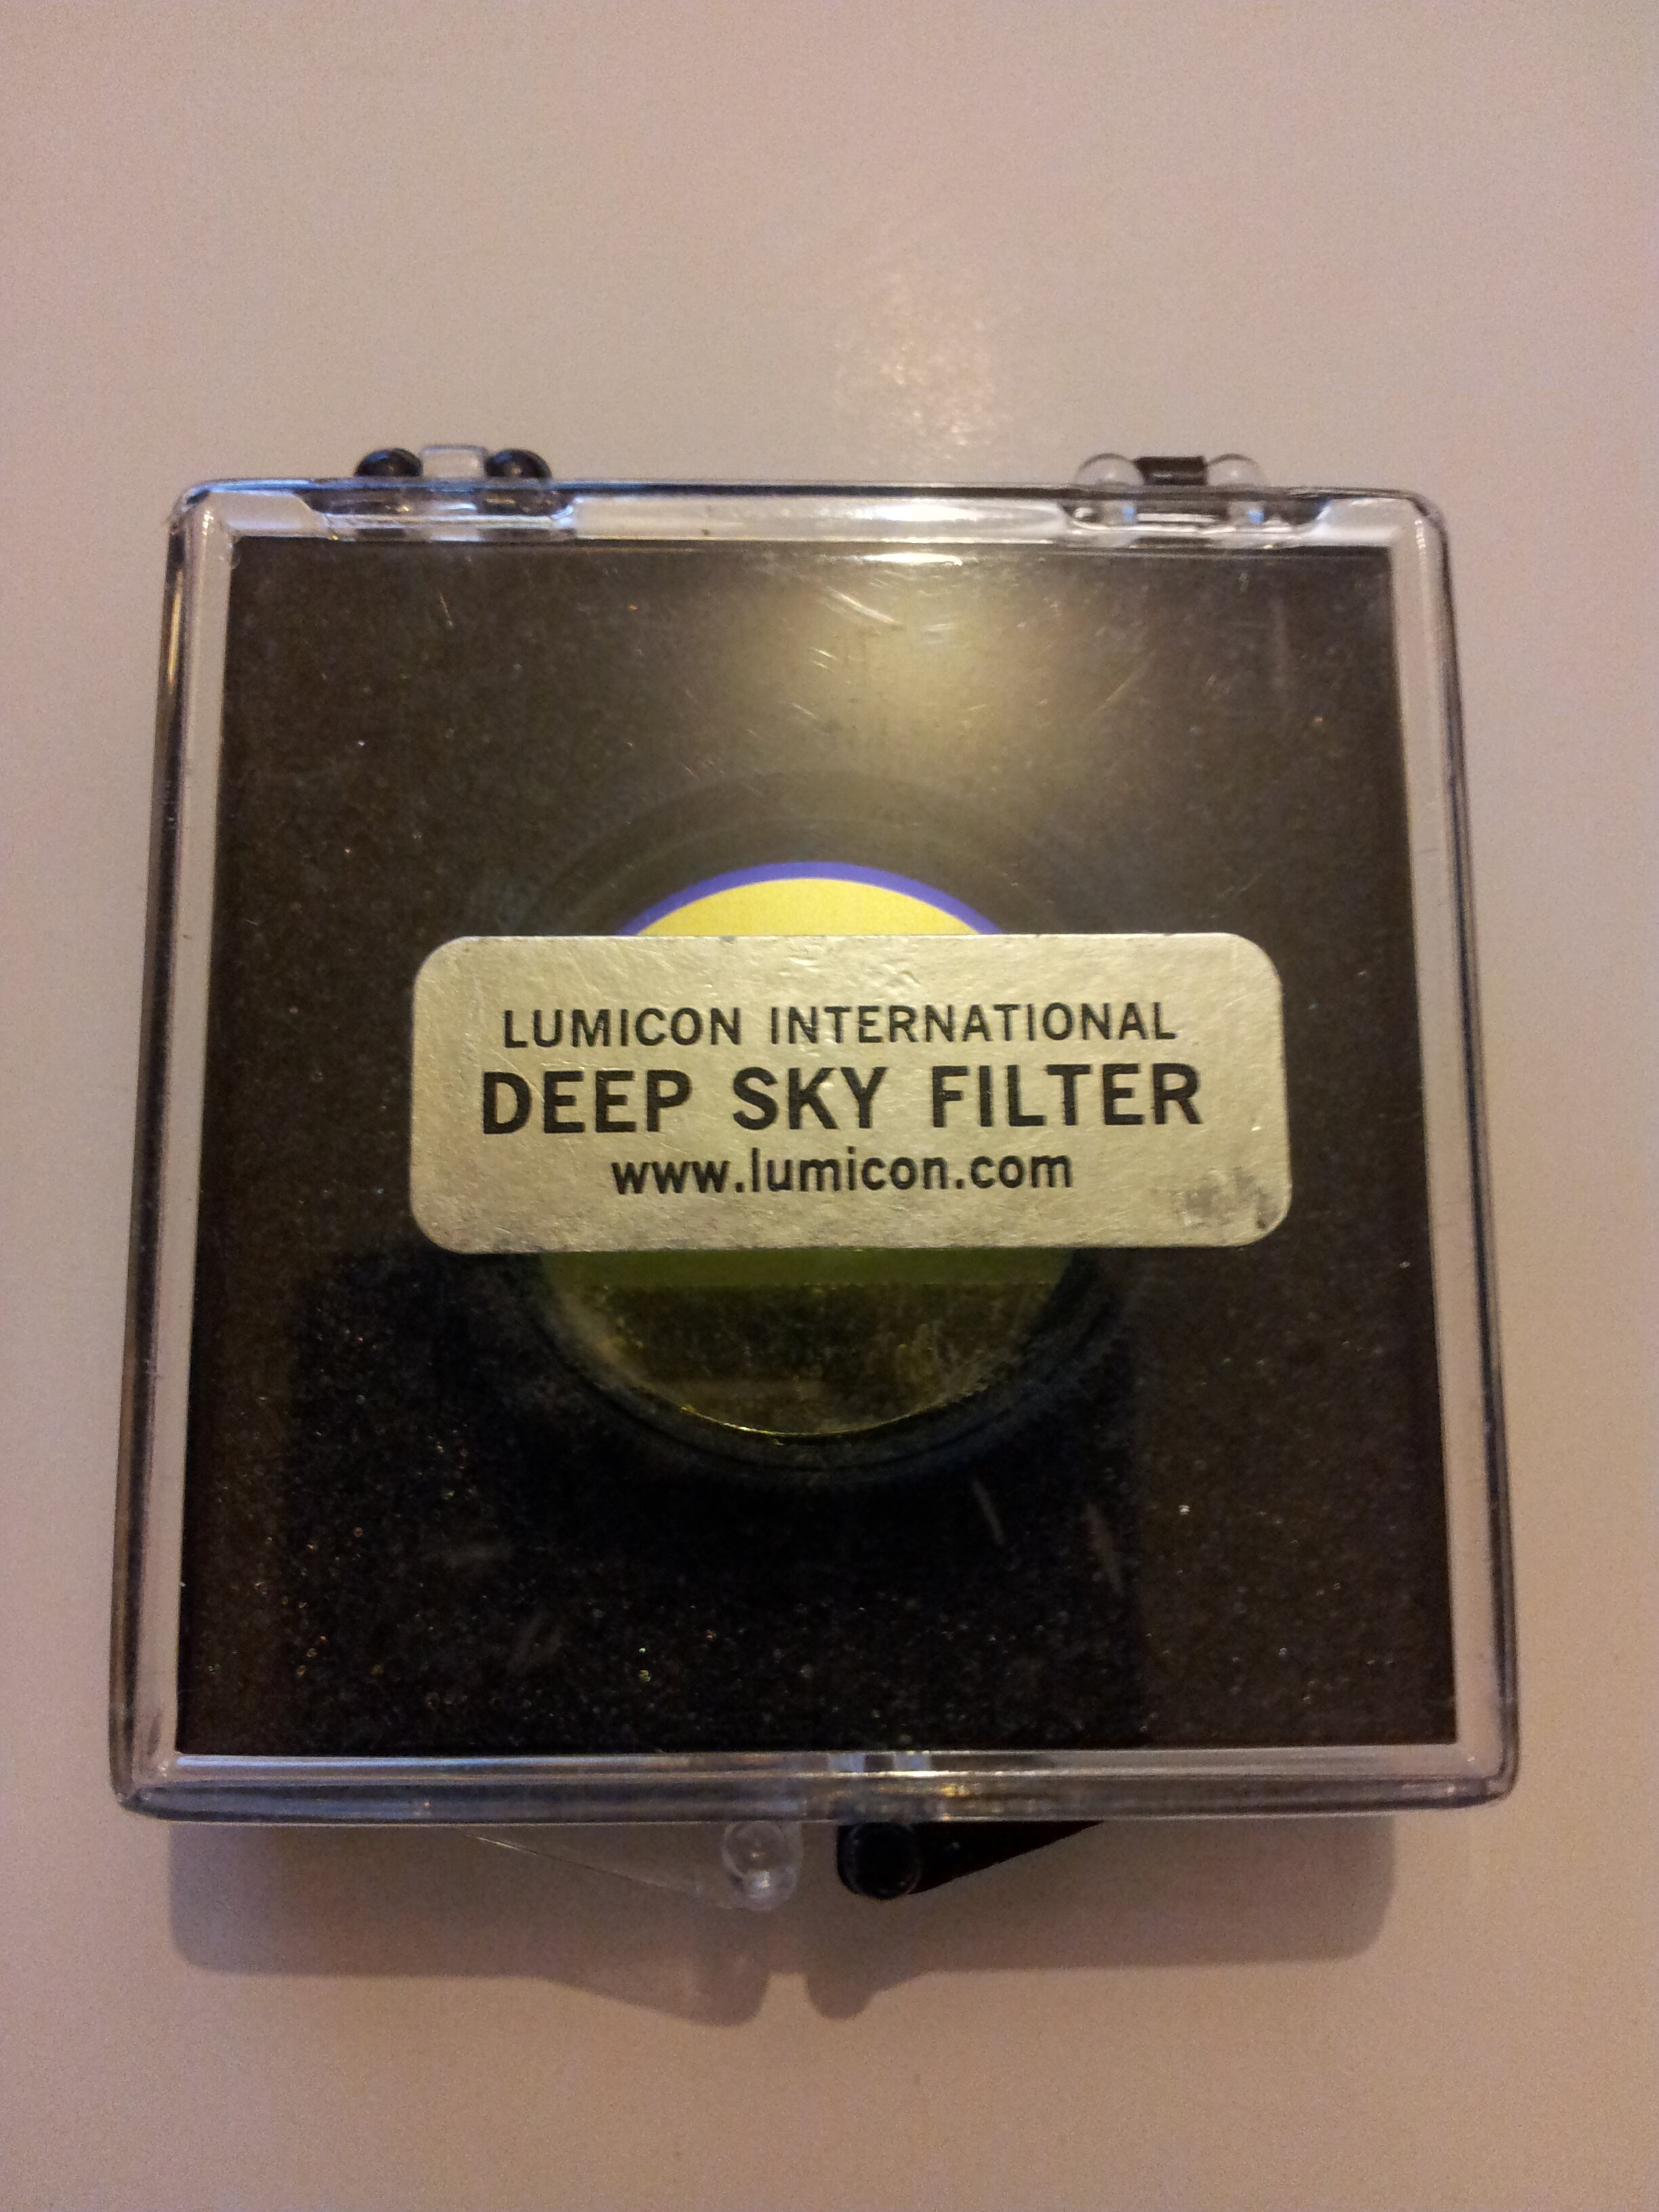 LUMICON INTERNATIONAL
DEEP SKY FILTER
www.lumicon.com